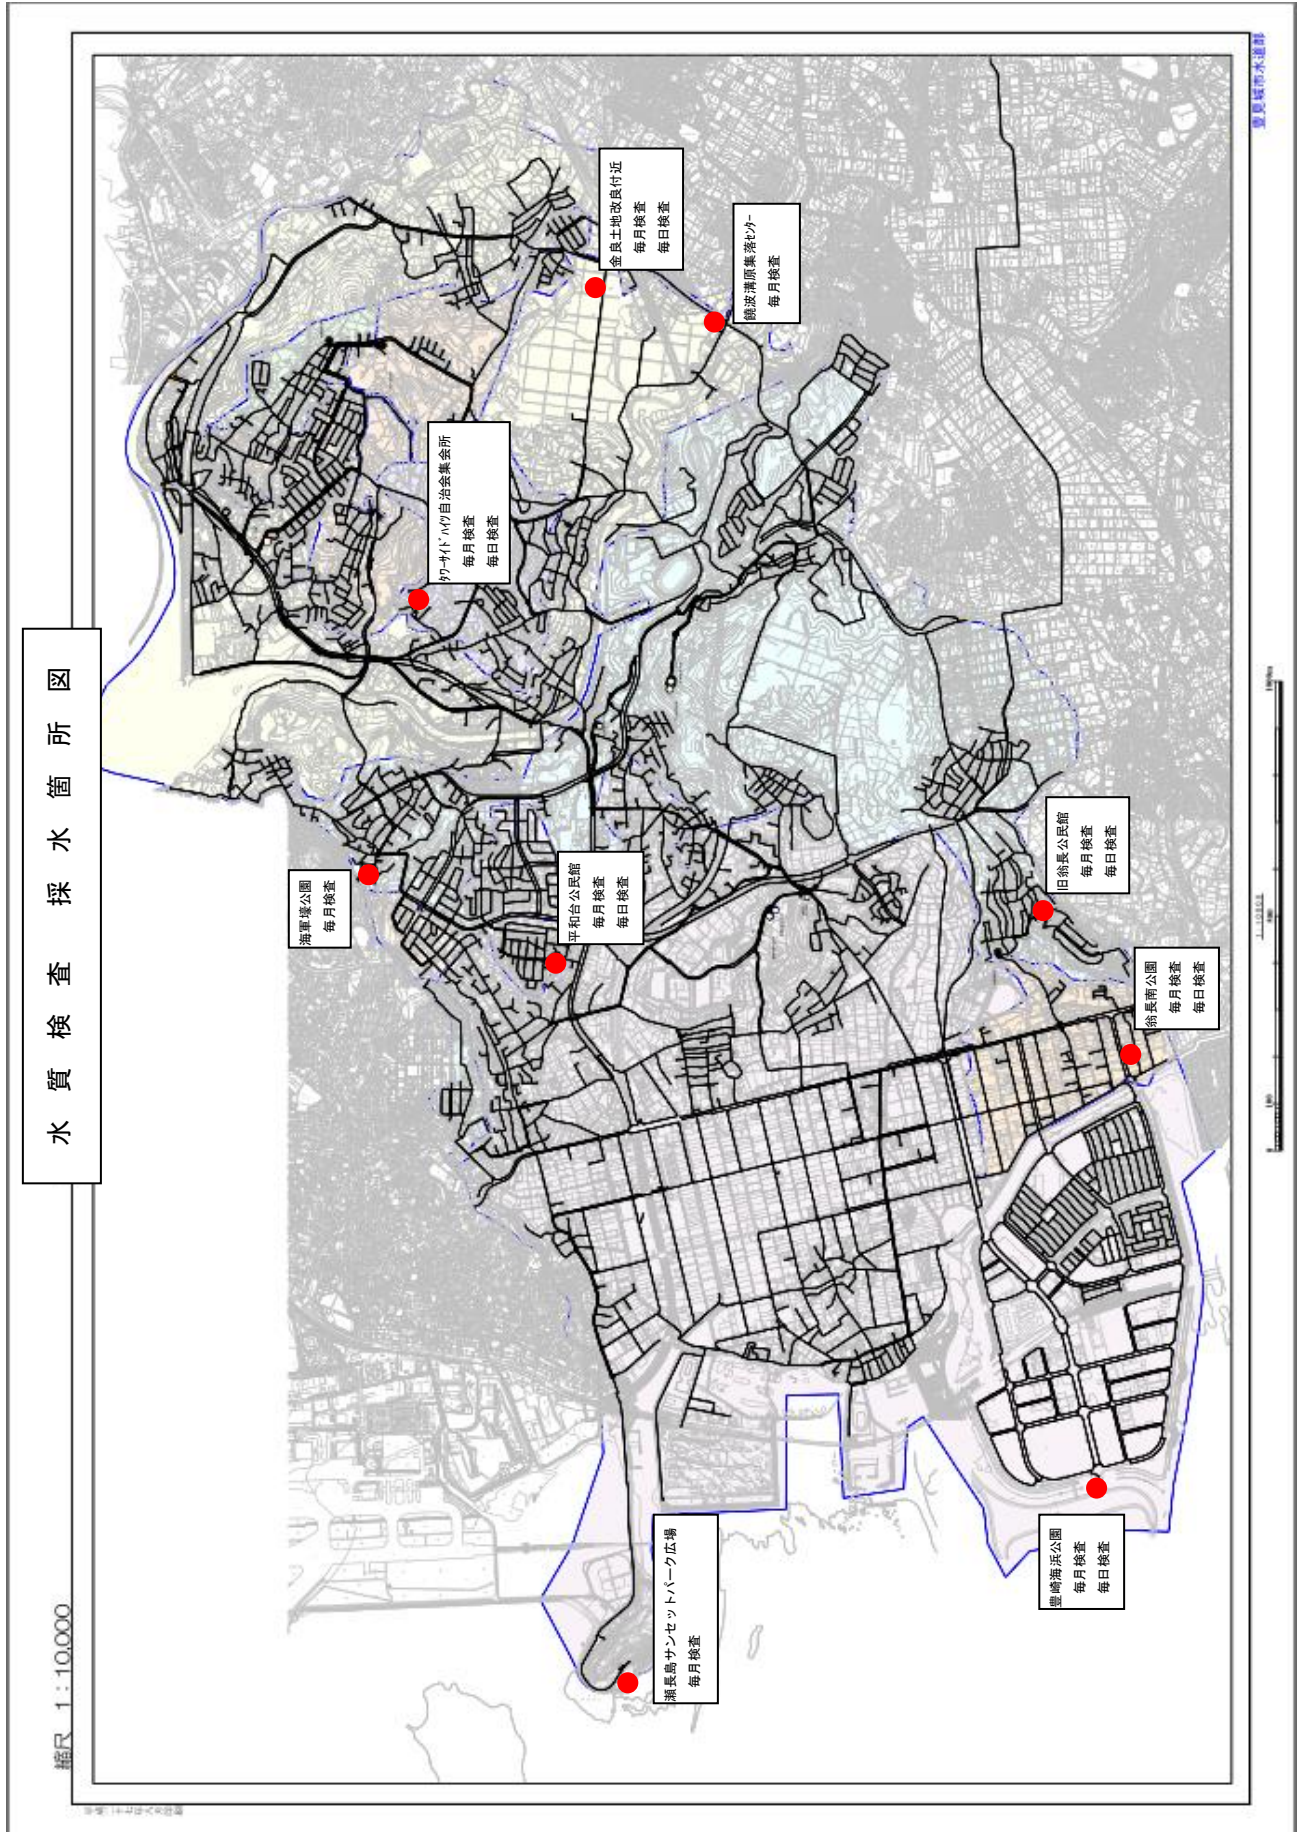 水質検査採水箇所図
縮尺 1：10,000
豊見城市水道部
金良土地改良付近
毎月検査
毎日検査
饒波溝原集落ｾﾝﾀｰ
毎月検査
ﾀﾜｰｻｲﾄﾞﾊｲﾂ自治会集会所
毎月検査
毎日検査
海軍壕公園
毎月検査
平和台公民館
毎月検査
毎日検査
旧翁長公民館
毎月検査
毎日検査
翁長南公園
毎月検査
毎日検査
瀬長島サンセットパーク広場
毎月検査
豊崎海浜公園
毎月検査
毎日検査